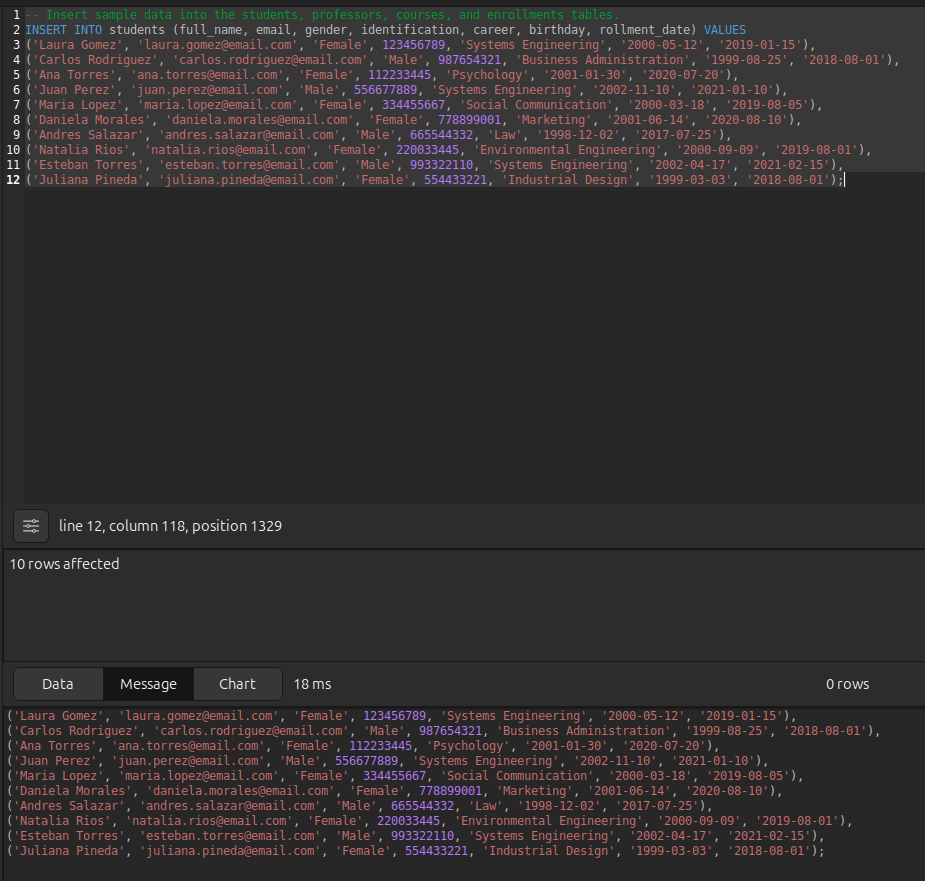 1 -- Insert sample data into the students, professors, courses, and enrollments tables.
2 INSERT INTO students (full_name, email, gender, identification, career, birthday, rollment_date) VALUES
3 ('Laura Gomez', 'laura.gomez@email.com', 'Female', 123456789, 'Systems Engineering', '2000-05-12', '2019-01-15'),
4 ('Carlos Rodriguez', 'carlos.rodriguez@email.com', 'Male', 987654321, 'Business Administration', '1999-08-25', '2018-08-01'),
5 ('Ana Torres', 'ana.torres@email.com', 'Female', 112233445, 'Psychology', '2001-01-30', '2020-07-20'),
6 ('Juan Perez', 'juan.perez@email.com', 'Male', 556677889, 'Systems Engineering', '2002-11-10', '2021-01-10'),
7 ('Maria Lopez', 'maria.lopez@email.com', 'Female', 334455667, 'Social Communication', '2000-03-18', '2019-08-05'),
8 ('Daniela Morales', 'daniela.morales@email.com', 'Female', 778899001, 'Marketing', '2001-06-14', '2020-08-10'),
9 ('Andres Salazar', 'andres.salazar@email.com', 'Male', 665544332, 'Law', '1998-12-02', '2017-07-25'),
10 ('Natalia Rios', 'natalia.rios@email.com', 'Female', 220033445, 'Environmental Engineering', '2000-09-09', '2019-08-01'),
11 ('Esteban Torres', 'esteban.torres@email.com', 'Male', 993322110, 'Systems Engineering', '2002-04-17', '2021-02-15'),
12 ('Juliana Pineda', 'juliana.pineda@email.com', 'Female', 554433221, 'Industrial Design', '1999-03-03', '2018-08-01');
line 12, column 118, position 1329
10 rows affected
Data Message Chart 18 ms 0 rows
('Laura Gomez', 'laura.gomez@email.com', 'Female', 123456789, 'Systems Engineering', '2000-05-12', '2019-01-15'),
('Carlos Rodriguez', 'carlos.rodriguez@email.com', 'Male', 987654321, 'Business Administration', '1999-08-25', '2018-08-01'),
('Ana Torres', 'ana.torres@email.com', 'Female', 112233445, 'Psychology', '2001-01-30', '2020-07-20'),
('Juan Perez', 'juan.perez@email.com', 'Male', 556677889, 'Systems Engineering', '2002-11-10', '2021-01-10'),
('Maria Lopez', 'maria.lopez@email.com', 'Female', 334455667, 'Social Communication', '2000-03-18', '2019-08-05'),
('Daniela Morales', 'daniela.morales@email.com', 'Female', 778899001, 'Marketing', '2001-06-14', '2020-08-10'),
('Andres Salazar', 'andres.salazar@email.com', 'Male', 665544332, 'Law', '1998-12-02', '2017-07-25'),
('Natalia Rios', 'natalia.rios@email.com', 'Female', 220033445, 'Environmental Engineering', '2000-09-09', '2019-08-01'),
('Esteban Torres', 'esteban.torres@email.com', 'Male', 993322110, 'Systems Engineering', '2002-04-17', '2021-02-15'),
('Juliana Pineda', 'juliana.pineda@email.com', 'Female', 554433221, 'Industrial Design', '1999-03-03', '2018-08-01');